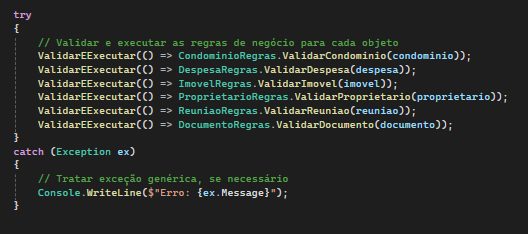 try
{
// Validar e executar as regras de negócio para cada objeto
ValidarEExecutar(() => CondominioRegras.ValidarCondominio(condominio));
ValidarEExecutar(() => DespesaRegras.ValidarDespesa(despesa));
ValidarEExecutar(() => ImovelRegras.ValidarImovel(imovel));
ValidarEExecutar(() => ProprietarioRegras.ValidarProprietario(proprietario));
ValidarEExecutar(() => ReuniaoRegras.ValidarReuniao(reuniao));
ValidarEExecutar(() => DocumentoRegras.ValidarDocumento(documento));
}
catch (Exception ex)
{
// Tratar exceção genérica, se necessário
Console.WriteLine($"Erro: {ex.Message}");
}